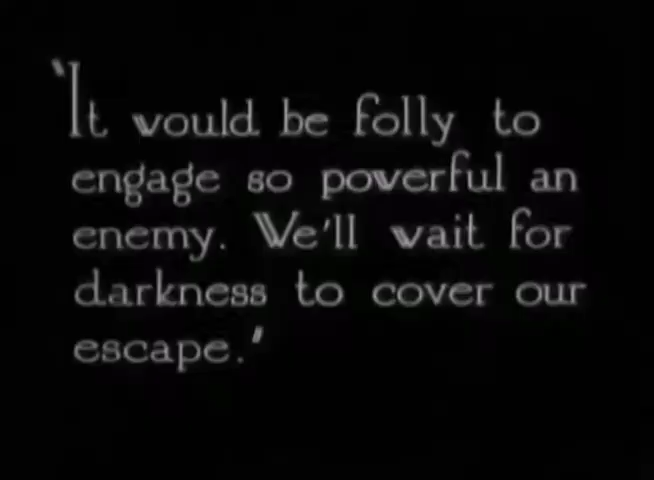 'It would be folly to
engage so powerful an
enemy. We'll wait for
darkness to cover our
escape.'